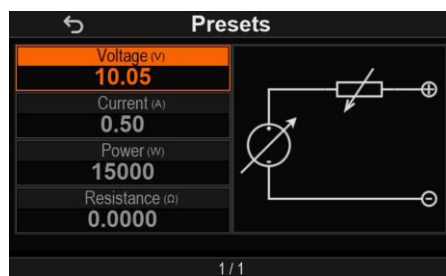 Presets
Voltage (V)
10.05
Current (A)
0.50
Power (W)
15000
Resistance (Ω)
0.0000
1 / 1